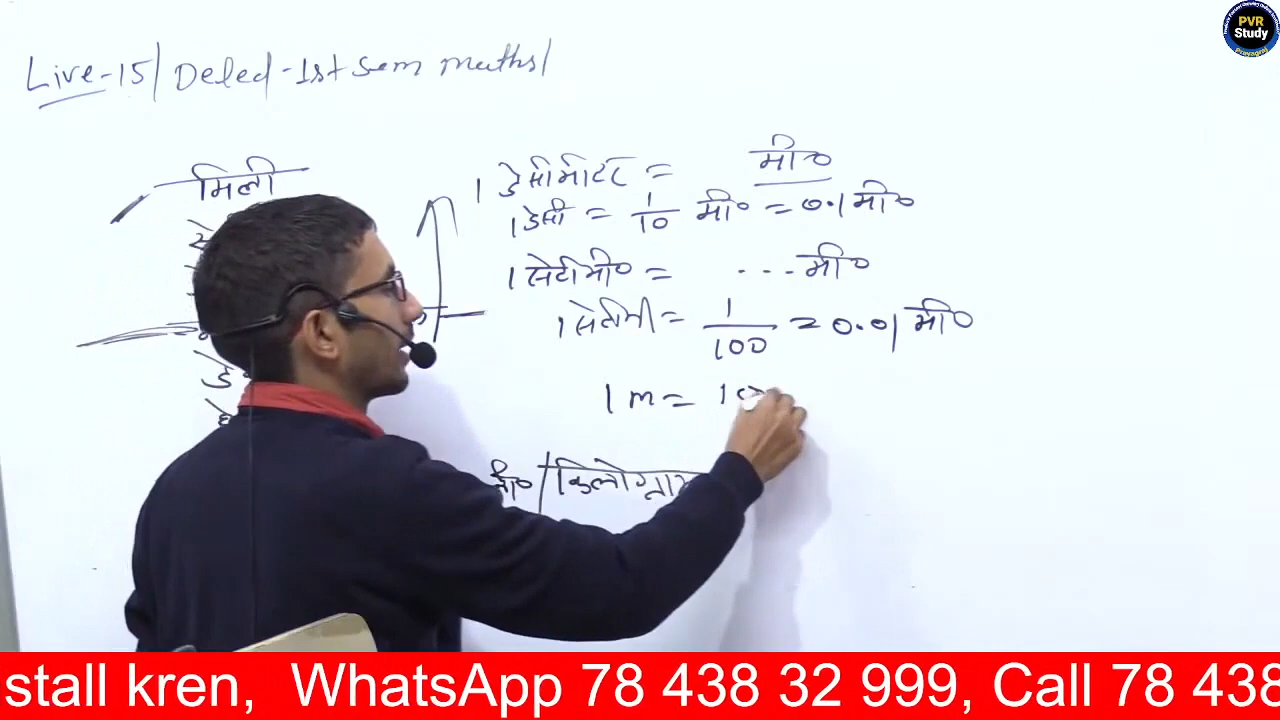 Live-15/ Deled -1st sem maths/
मिली
1 डेसीमीटर = मी०
1 डेसी = 1/10 मी० = 0.1 मी०
1 सेंटीमी० = ...मी०
1 सेंटीमी = 1/100 = 0.01 मी०
1 m = 10
मी० / किलोग्राम
PVR
Study
Prayagraj
stall kren, WhatsApp 78 438 32 999, Call 78 438